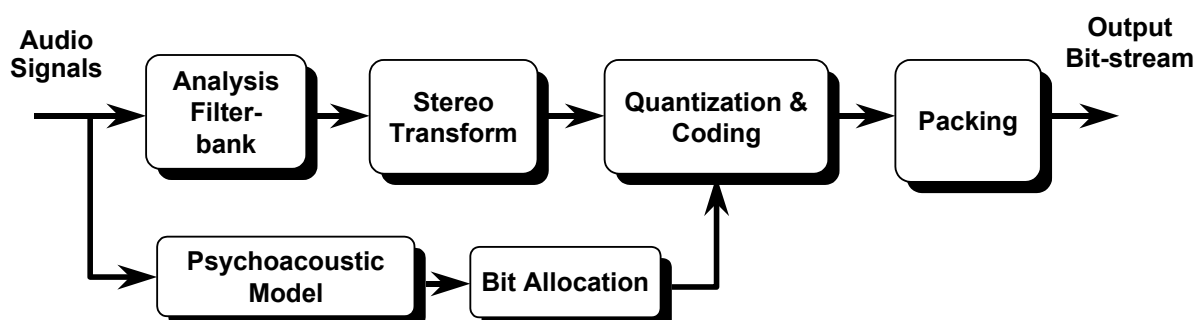 Audio
Signals
Analysis
Filter-
bank
Stereo
Transform
Quantization &
Coding
Packing
Output
Bit-stream
Psychoacoustic
Model
Bit Allocation